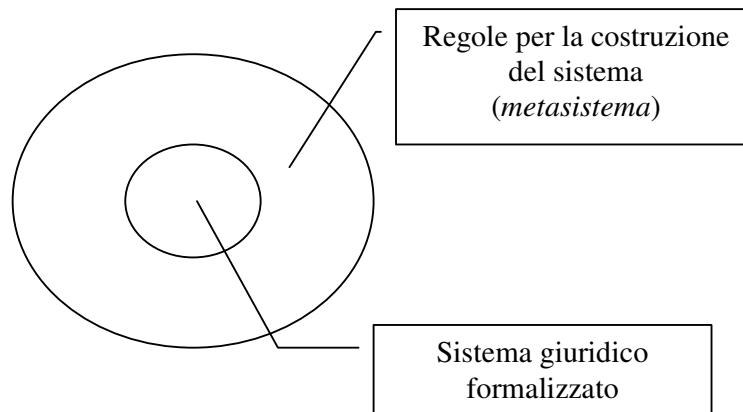 Regole per la costruzione
del sistema
(metasistema)
Sistema giuridico
formalizzato